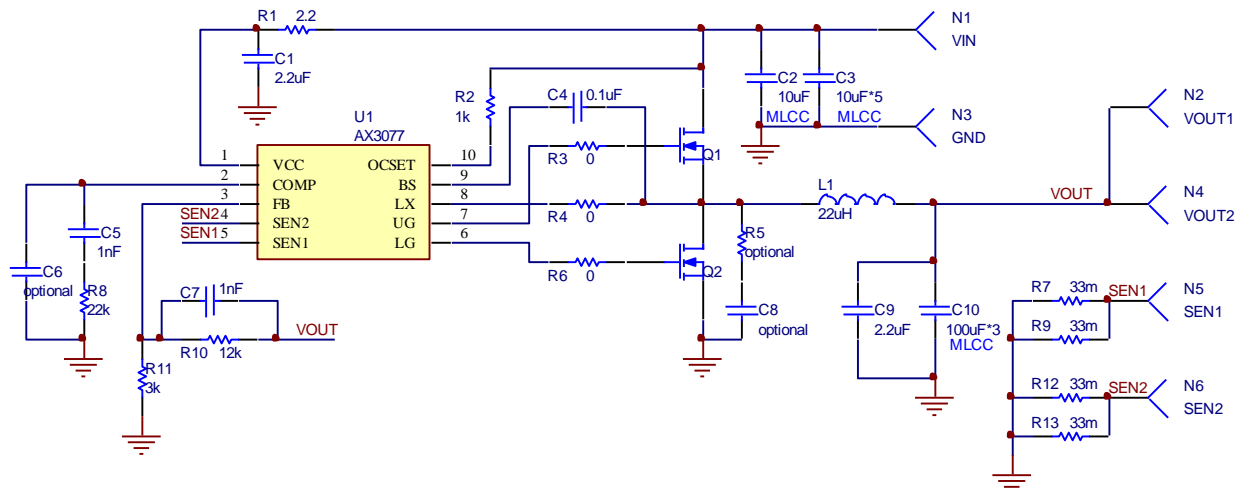 R1 2.2
C1
2.2uF
R2
1k
C4 0.1uF
U1
AX3077
1 VCC
2 COMP
3 FB
SEN2 4 SEN2
SEN1 5 SEN1
OCSET 10
BS 9
LX 8
UG 7
LG 6
R3 0
R4 0
R6 0
Q1
Q2
C2
10uF
MLCC
C3
10uF*5
MLCC
N1
VIN
N3
GND
N2
VOUT1
VOUT
N4
VOUT2
L1
22uH
R5
optional
C8
optional
C5
1nF
C6
optional
R8
22k
C7 1nF
R10 12k
VOUT
R11
3k
C9
2.2uF
C10
100uF*3
MLCC
R7 33m SEN1
R9 33m
N5
SEN1
R12 33m SEN2
R13 33m
N6
SEN2